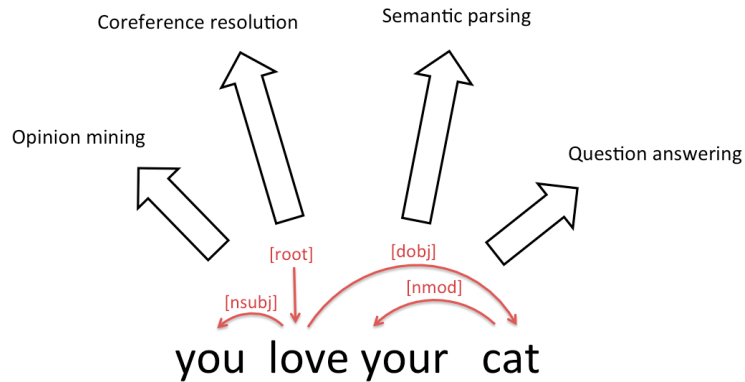 Coreference resolution
Semantic parsing
Opinion mining
Question answering
[root]
[dobj]
[nsubj]
[nmod]
you love your cat